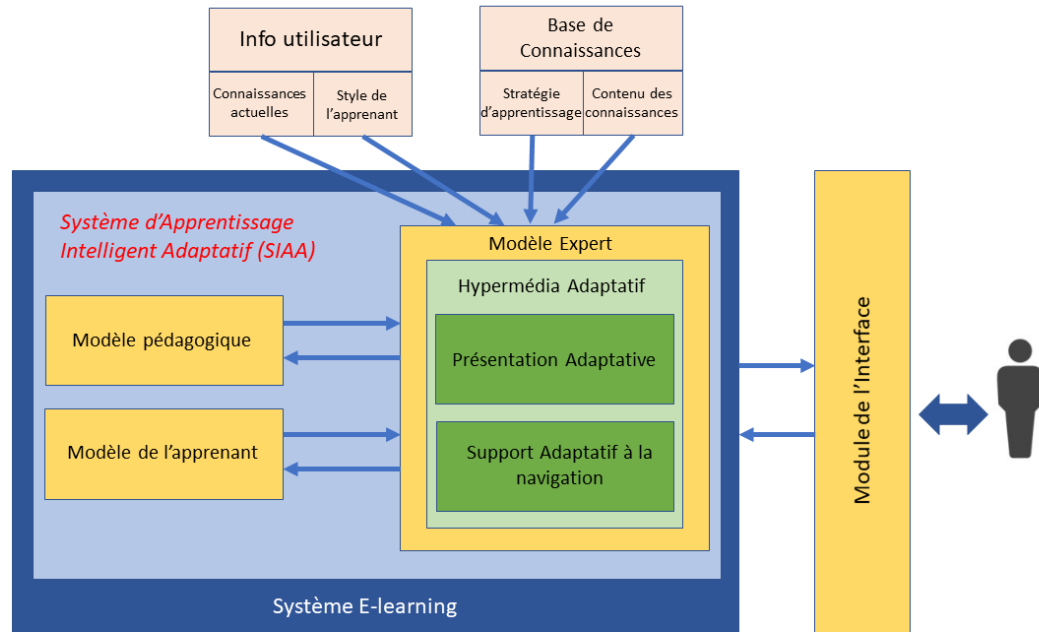 Info utilisateur
Connaissances
actuelles
Style de
l'apprenant
Base de
Connaissances
Stratégie
d'apprentissage
Contenu des
connaissances
Système d'Apprentissage
Intelligent Adaptatif (SIAA)
Modèle Expert
Hypermédia Adaptatif
Modèle pédagogique
Présentation Adaptative
Modèle de l'apprenant
Support Adaptatif à la
navigation
Module de l'Interface
Système E-learning